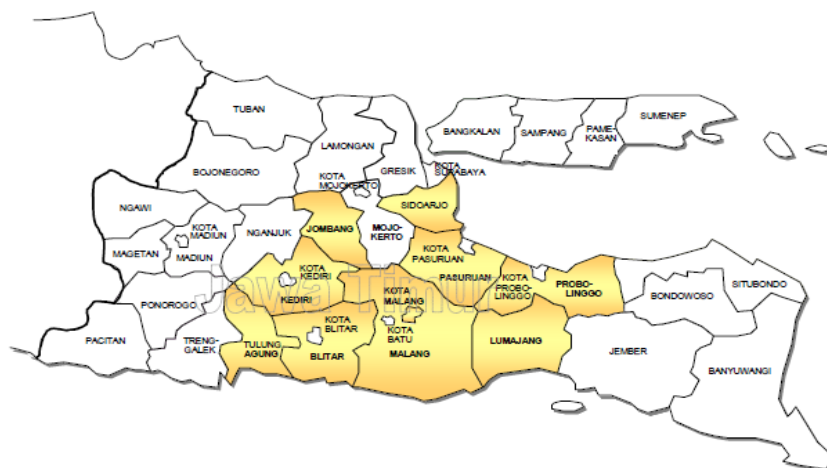 TUBAN
LAMONGAN
BANGKALAN
SAMPANG
PAME-
KASAN
SUMENEP
BOJONEGORO
GRESIK
KOTA
SURABAYA
KOTA
MOJOKERTO
NGAWI
KOTA
MADIUN
NGANJUK
JOMBANG
MOJO-
KERTO
SIDOARJO
MAGETAN
MADIUN
KOTA
PASURUAN
PASURUAN
KOTA
KEDIRI
KEDIRI
KOTA
PROBO-
LINGGO
PROBO-
LINGGO
SITUBONDO
BONDOWOSO
Jawa Timur
PONOROGO
KOTA
MALANG
KOTA
BLITAR
KOTA
BATU
PACITAN
TRENG-
GALEK
TULUNG
AGUNG
BLITAR
MALANG
LUMAJANG
JEMBER
BANYUWANGI